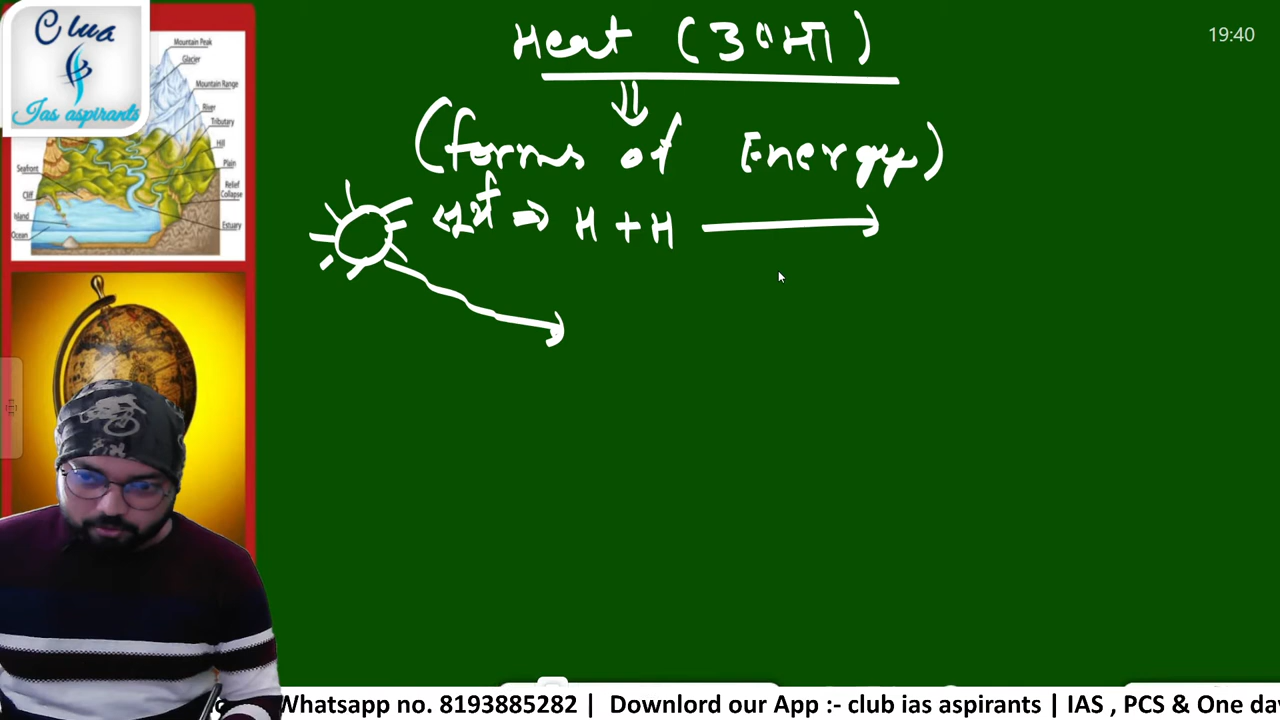 Club
Ias aspirants
Mountain Peak
Glacier
Mountain Range
River
Tributary
Hill
Plain
Relief
Collapse
Estuary
Seafront
Cliff
Island
Ocean
Heat (ऊष्मा)
19:40
(forms of Energy)
⇒ H + H →
Whatsapp no. 8193885282 | Downlord our App :- club ias aspirants | IAS , PCS & One da